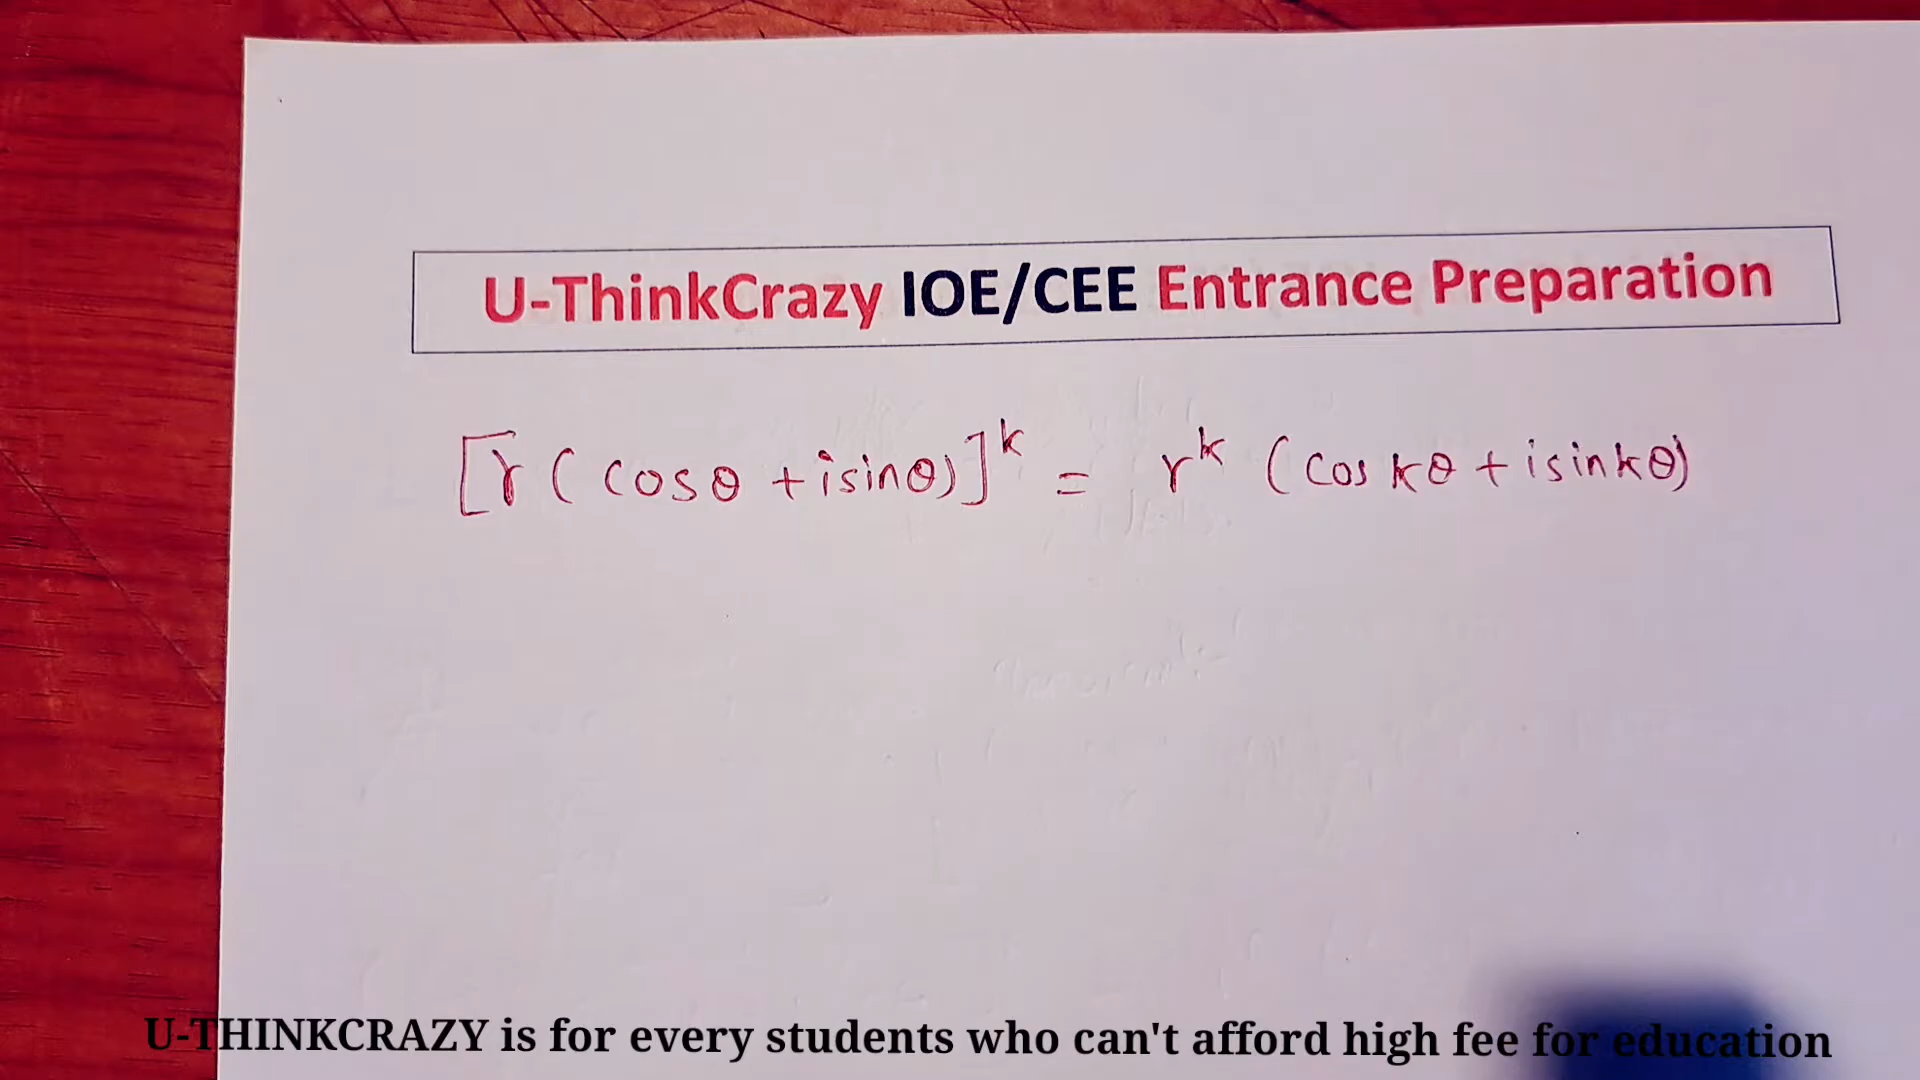 U-ThinkCrazy IOE/CEE Entrance Preparation
[r(cosθ + isinθ)]^k = r^k (cos kθ + isinkθ)
U-THINKCRAZY is for every students who can't afford high fee for education